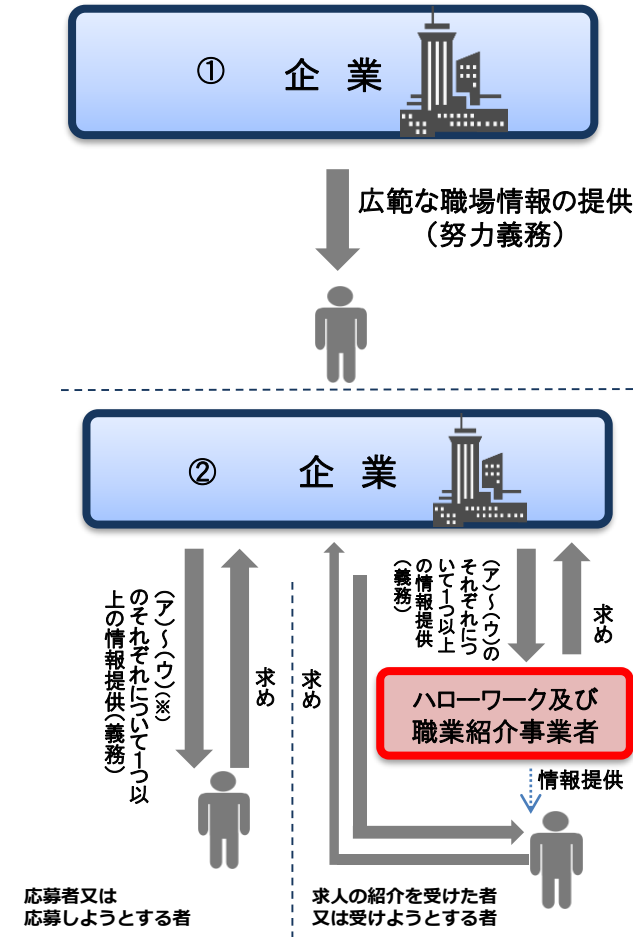 ① 企 業
広範な職場情報の提供
（努力義務）
② 企 業
（ア）～（ウ）（※）
のそれぞれについて１つ以
上の情報提供（義務）
求め
求め
（ア）～（ウ）の
それぞれにつ
いて１つ以上
の情報提供
（義務）
求め
ハローワーク及び
職業紹介事業者
情報提供
応募者又は
応募しようとする者
求人の紹介を受けた者
又は受けようとする者